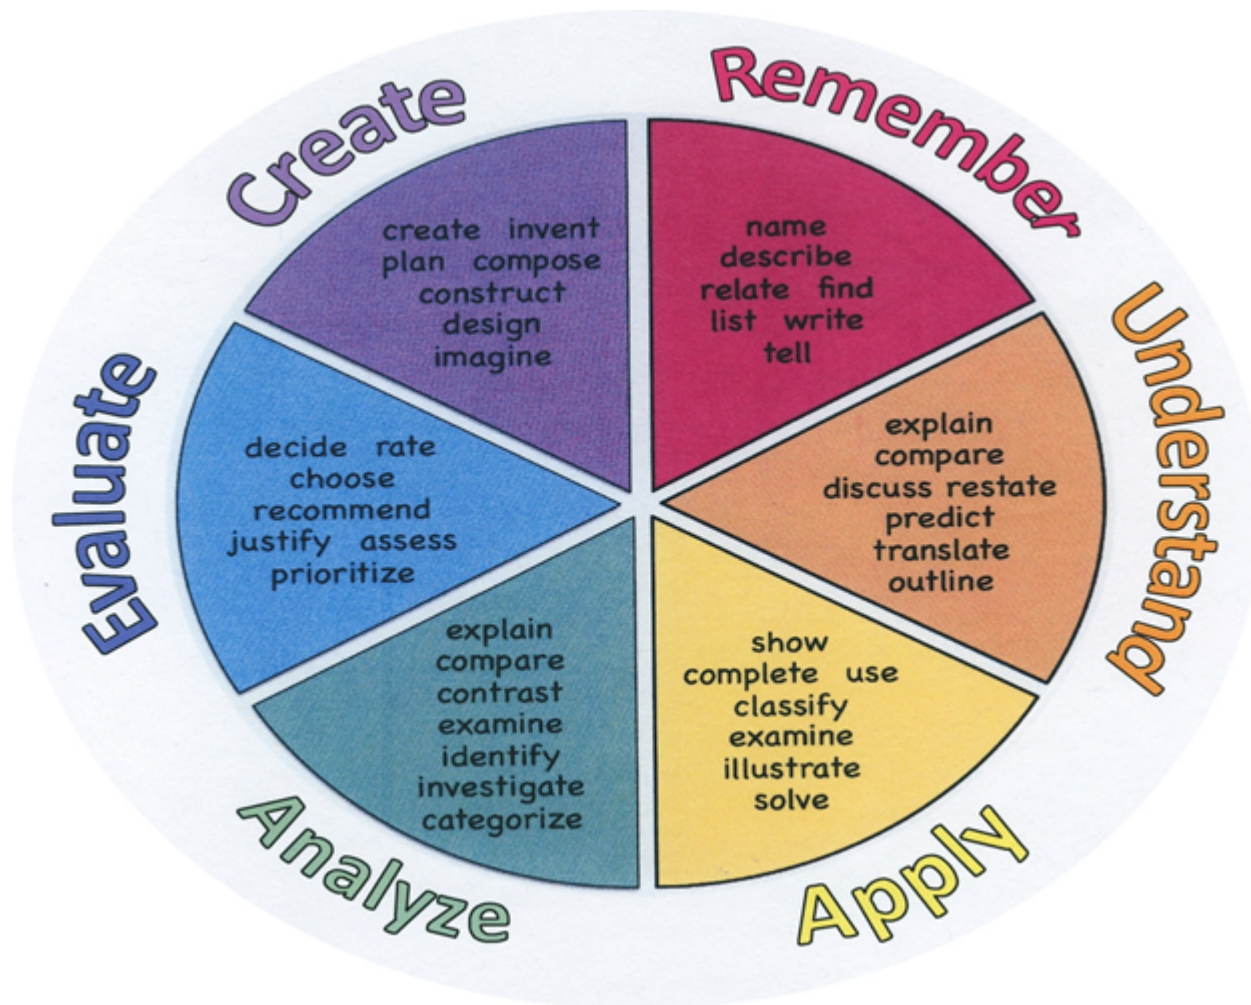 Remember
name
describe
relate find
list write
tell
Understand
explain
compare
discuss restate
predict
translate
outline
Apply
show
complete use
classify
examine
illustrate
solve
Analyze
explain
compare
contrast
examine
identify
investigate
categorize
Evaluate
decide rate
choose
recommend
justify assess
prioritize
Create
create invent
plan compose
construct
design
imagine